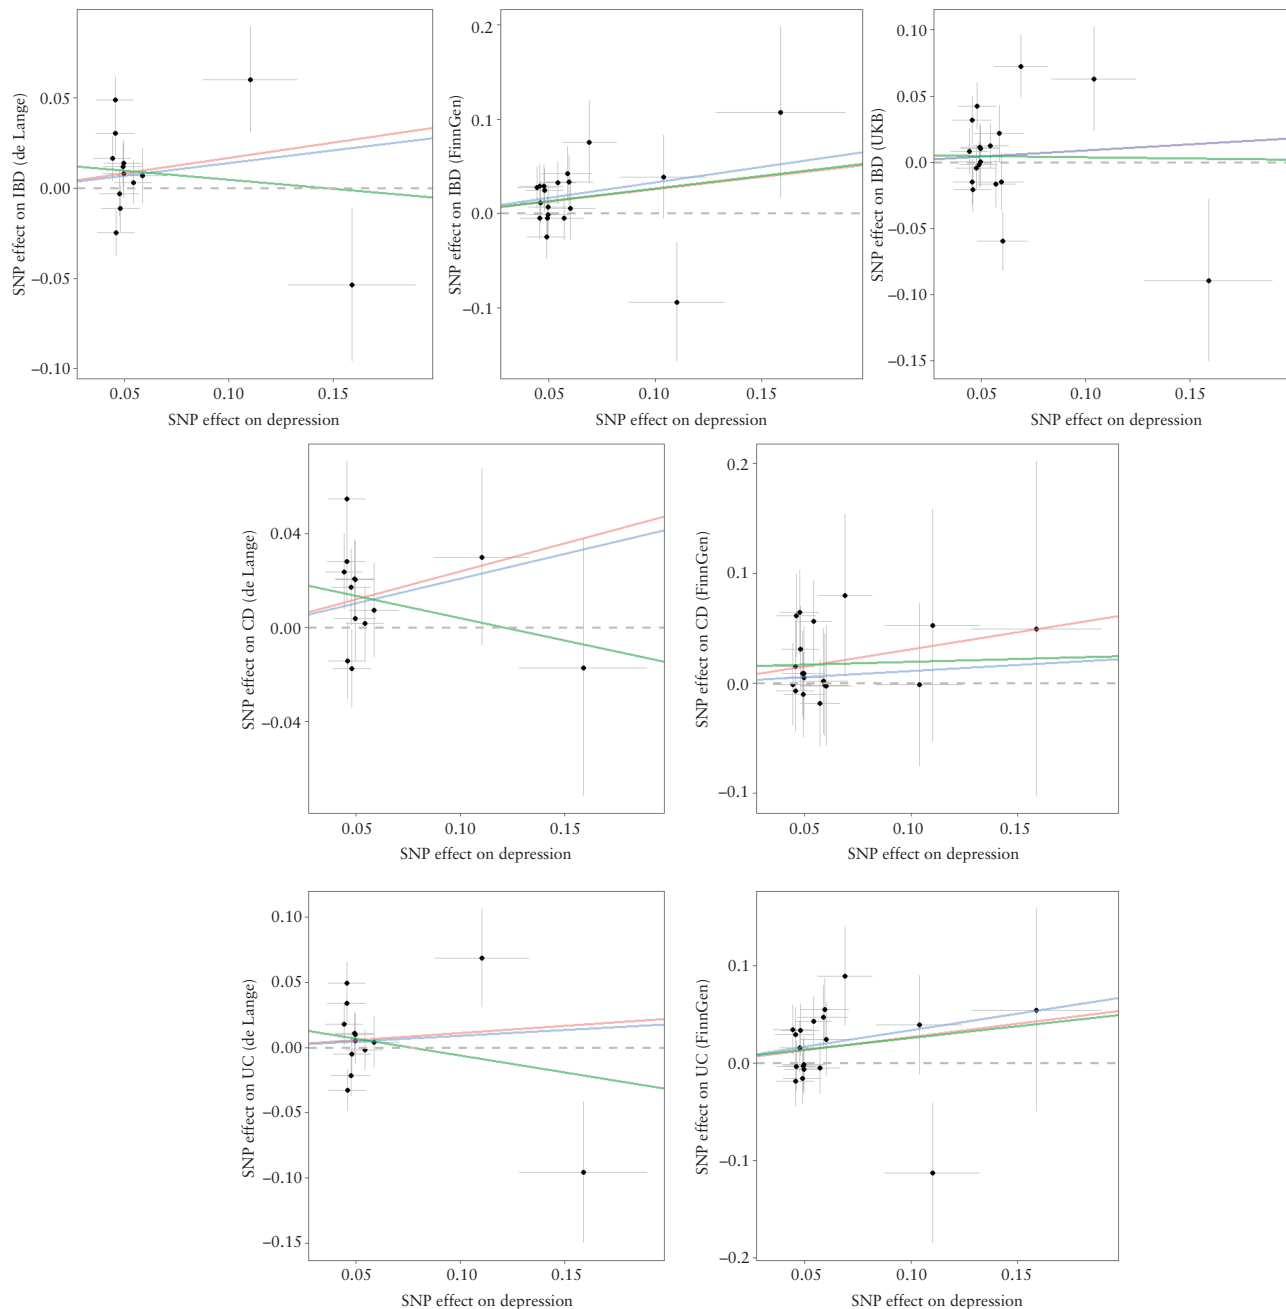 SNP effect on IBD (de Lange)
0.05
0.00
−0.05
−0.10
0.05 0.10 0.15
SNP effect on depression
SNP effect on IBD (FinnGen)
0.2
0.1
0.0
−0.1
0.05 0.10 0.15
SNP effect on depression
SNP effect on IBD (UKB)
0.10
0.05
0.00
−0.05
−0.10
−0.15
0.05 0.10 0.15
SNP effect on depression
SNP effect on CD (de Lange)
0.04
0.00
−0.04
0.05 0.10 0.15
SNP effect on depression
SNP effect on CD (FinnGen)
0.2
0.1
0.0
−0.1
0.05 0.10 0.15
SNP effect on depression
SNP effect on UC (de Lange)
0.10
0.05
0.00
−0.05
−0.10
−0.15
0.05 0.10 0.15
SNP effect on depression
SNP effect on UC (FinnGen)
0.1
0.0
−0.1
−0.2
0.05 0.10 0.15
SNP effect on depression